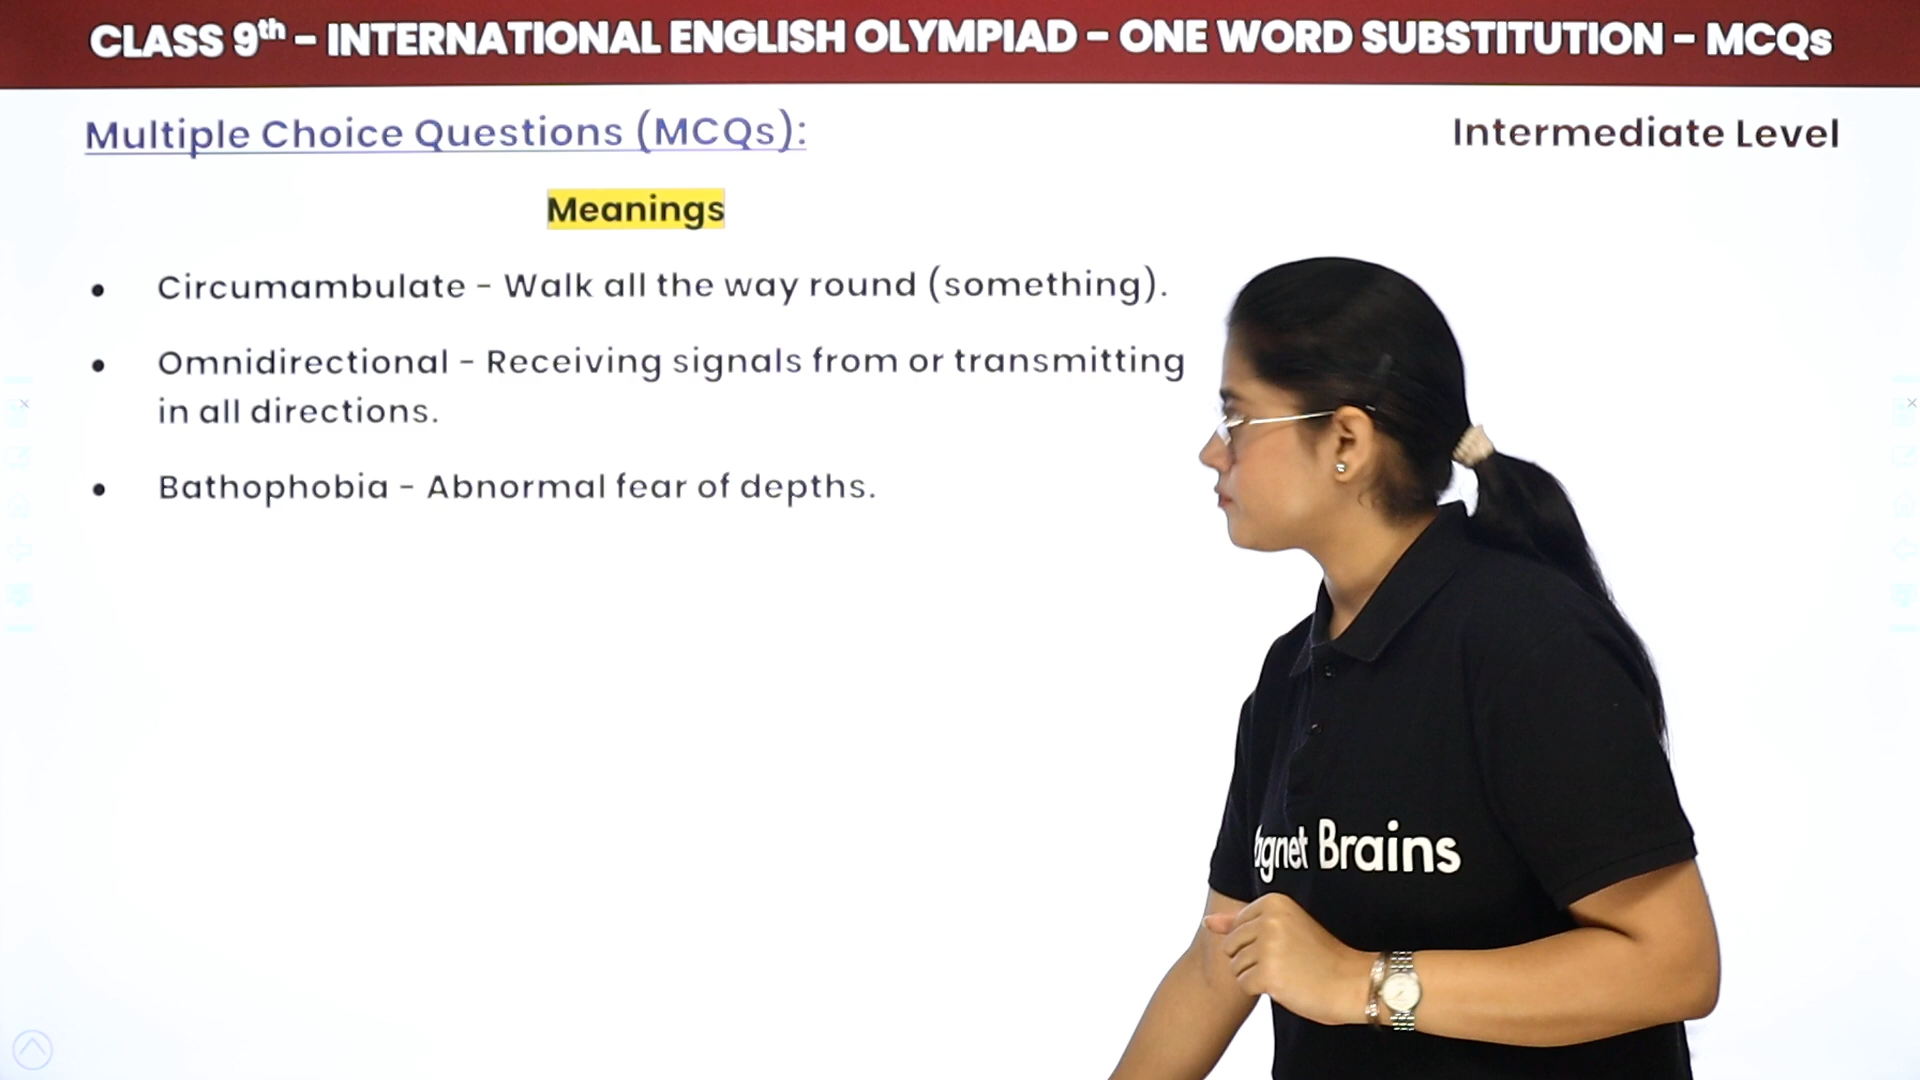 CLASS 9th – INTERNATIONAL ENGLISH OLYMPIAD – ONE WORD SUBSTITUTION – MCQs
Multiple Choice Questions (MCQs):
Intermediate Level
Meanings
• Circumambulate – Walk all the way round (something).
• Omnidirectional – Receiving signals from or transmitting
in all directions.
• Bathophobia – Abnormal fear of depths.
Brains